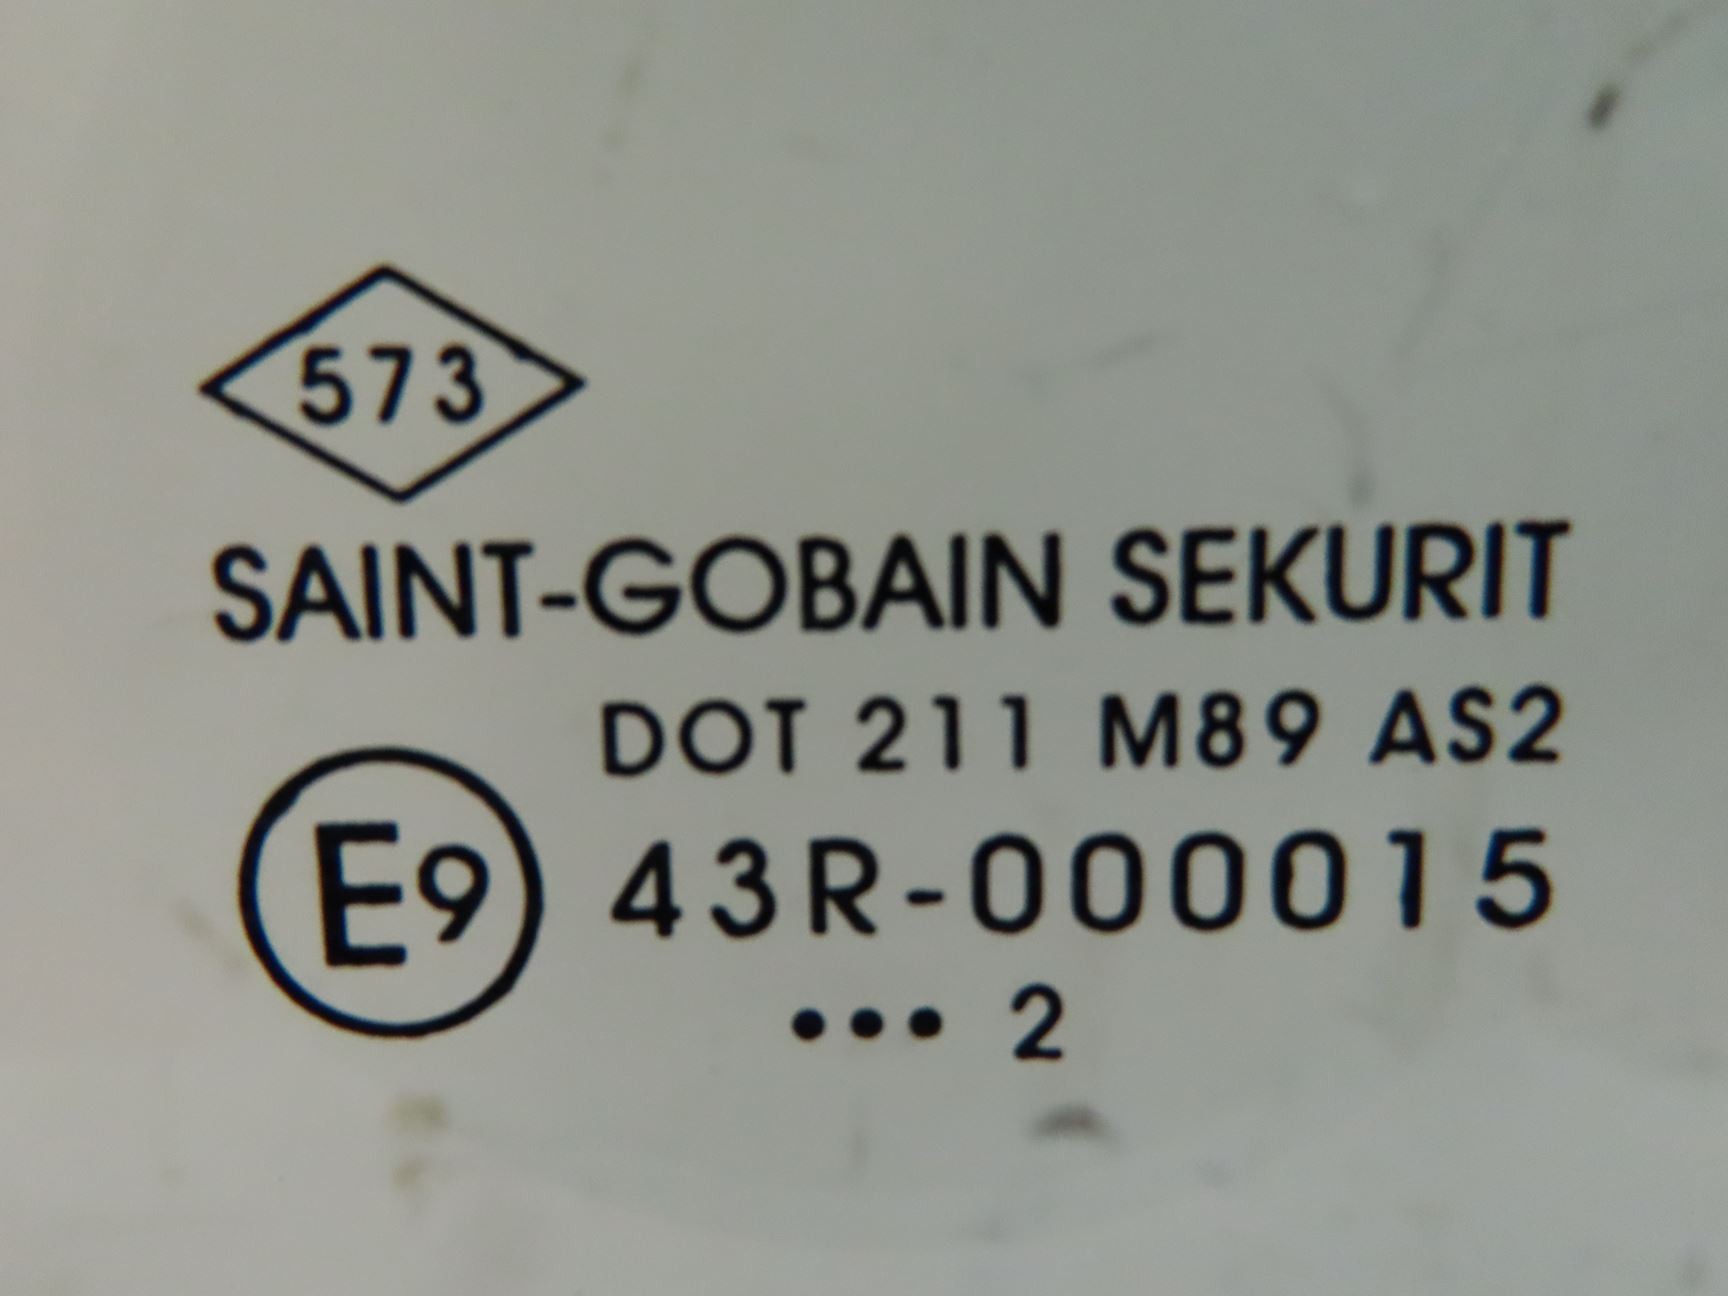 573
SAINT-GOBAIN SEKURIT
DOT 211 M89 AS2
E9 43R-000015
••• 2